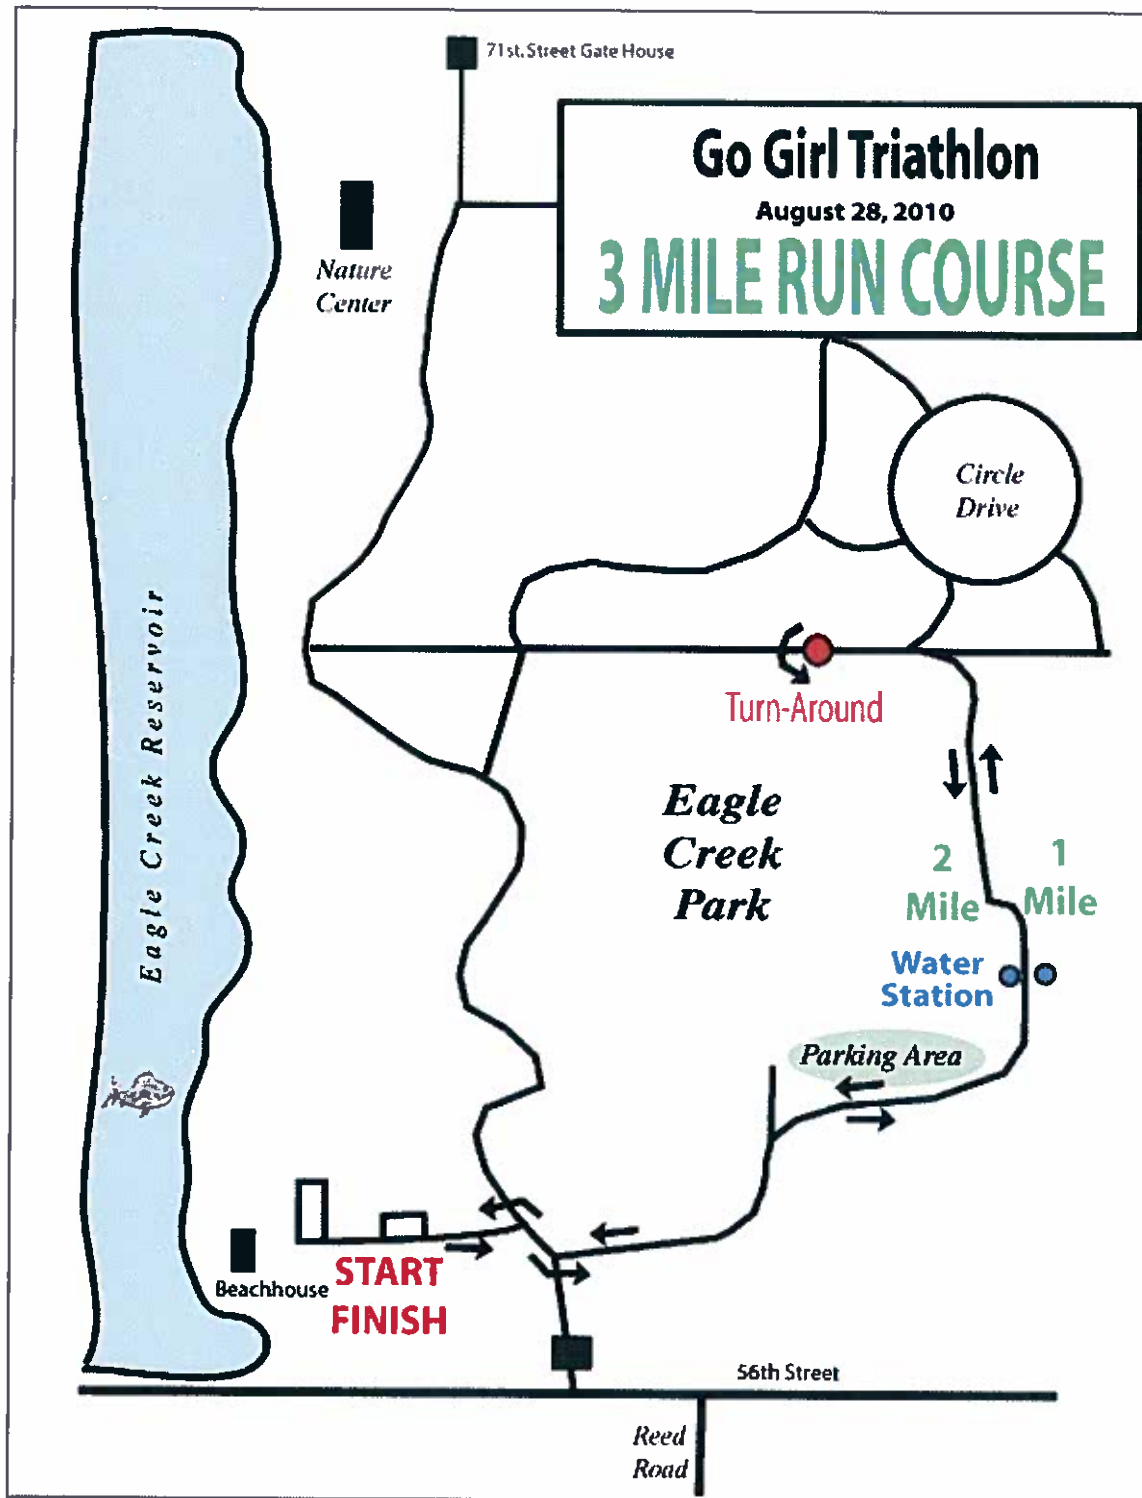 71st. Street Gate House
Go Girl Triathlon
August 28, 2010
3 MILE RUN COURSE
Nature
Center
Circle
Drive
Eagle Creek Reservoir
Turn-Around
Eagle
Creek
Park
2
Mile
1
Mile
Water
Station
Parking Area
Beachhouse
START
FINISH
56th Street
Reed
Road